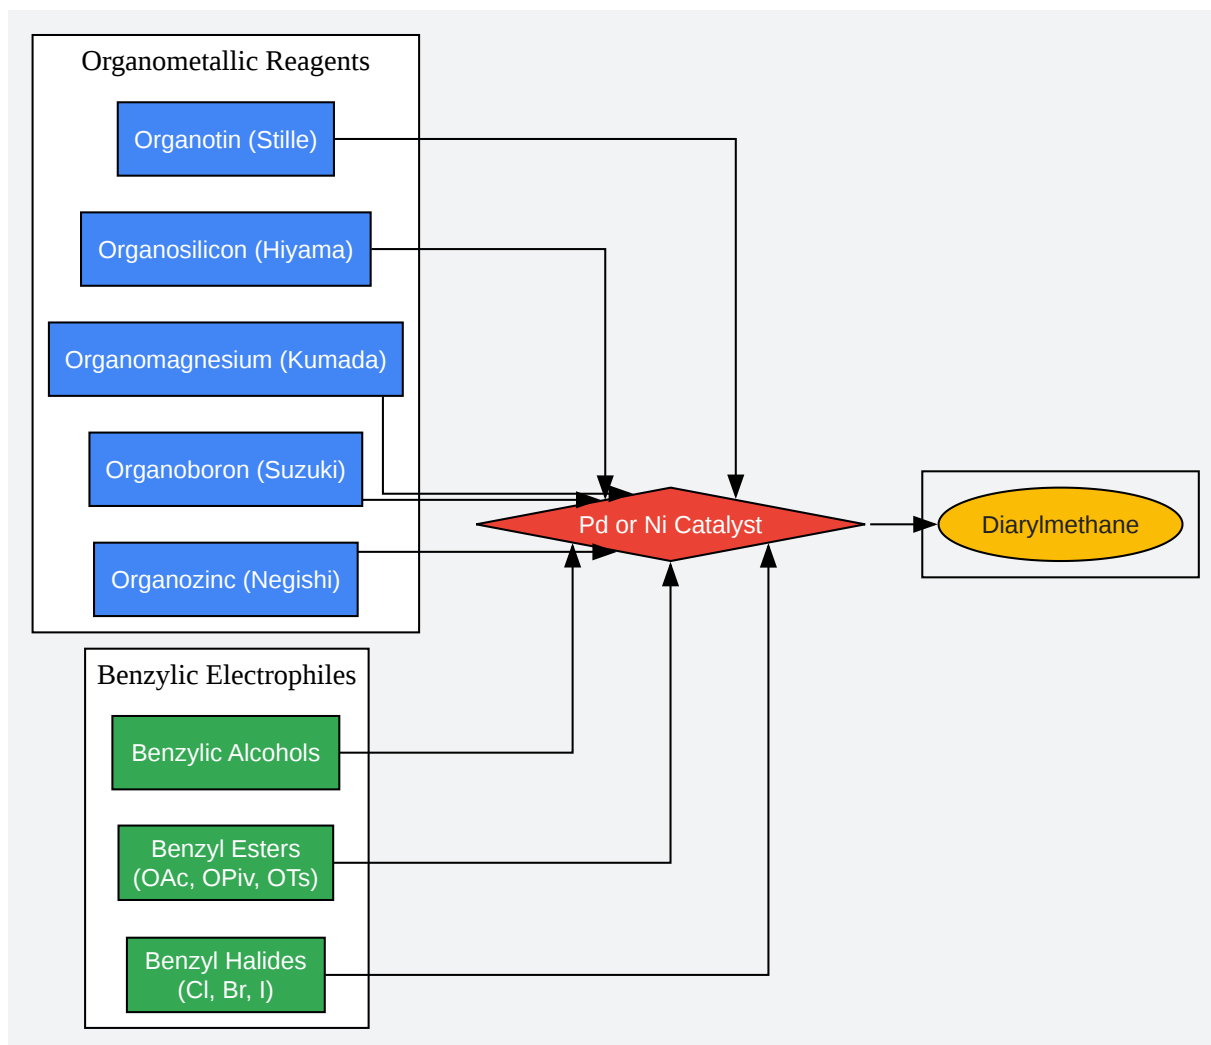 Organometallic Reagents
Organotin (Stille)
Organosilicon (Hiyama)
Organomagnesium (Kumada)
Organoboron (Suzuki)
Organozinc (Negishi)
Pd or Ni Catalyst
Diarylmethane
Benzylic Electrophiles
Benzylic Alcohols
Benzyl Esters
(OAc, OPiv, OTs)
Benzyl Halides
(Cl, Br, I)